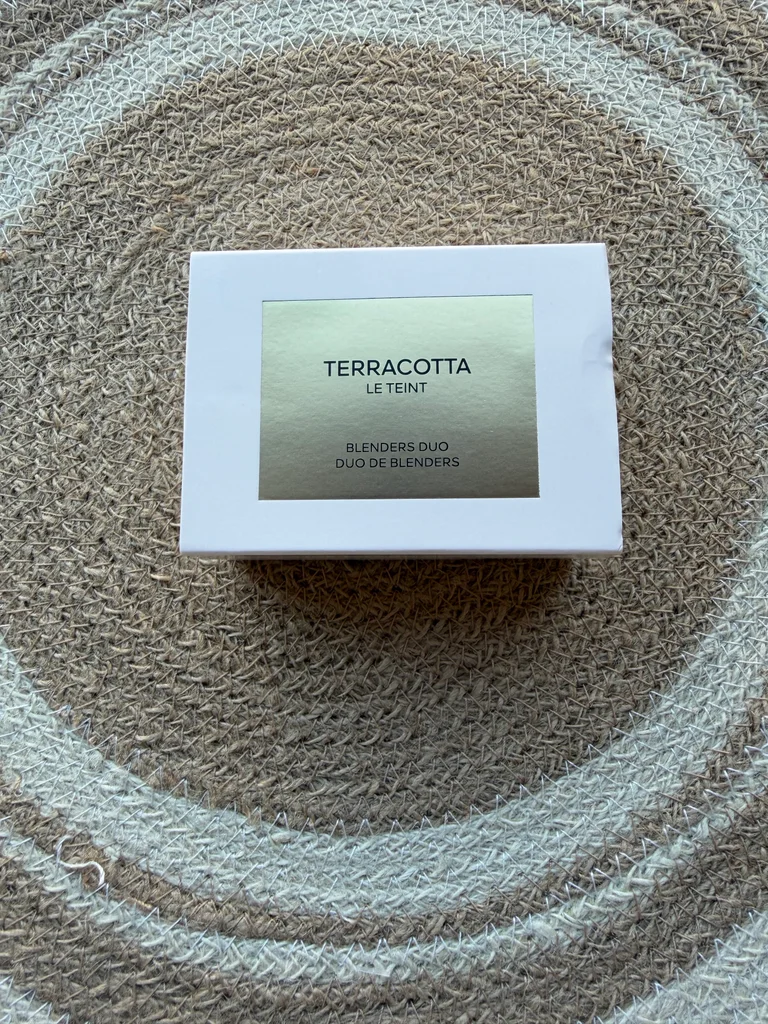 TERRACOTTA
LE TEINT
BLENDERS DUO
DUO DE BLENDERS